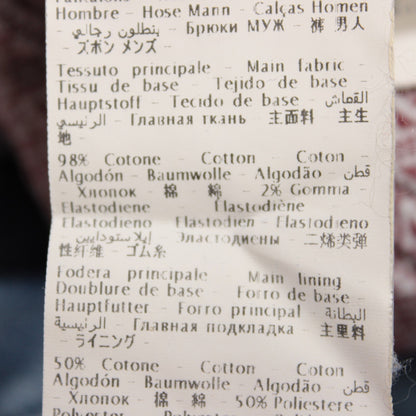 Hombre - Hose Mann - Calças Homen
- بنطلون رجالي - Брюки МУЖ - 裤 男人
- ズボン メンズ -
Tessuto principale - Main fabric -
Tissu de base - Tejido de base -
Hauptstoff - Tecido de base - القماش
الرئيسي - Главная ткань - 主面料 - 主生
地 -
98% Cotone - Cotton - Coton
Algodón - Baumwolle - Algodão - قطن
- Хлопок - 棉 - 綿 - 2% Gomma -
Elastodiene - Elastodiène
Elastodieno - Elastodien - Elastodieno
- إيلاستودايين - Эластодиены - 二烯类弹
性纤维 - ゴム糸
Fodera principale - Main lining
Doublure de base - Forro de base -
Hauptfutter - Forro principal - البطانة
الرئيسية - Главная подкладка - 主里料
- ライニング -
50% Cotone - Cotton - Coton
Algodón - Baumwolle - Algodão - قطن
- Хлопок - 棉 - 綿 - 50% Poliestere -